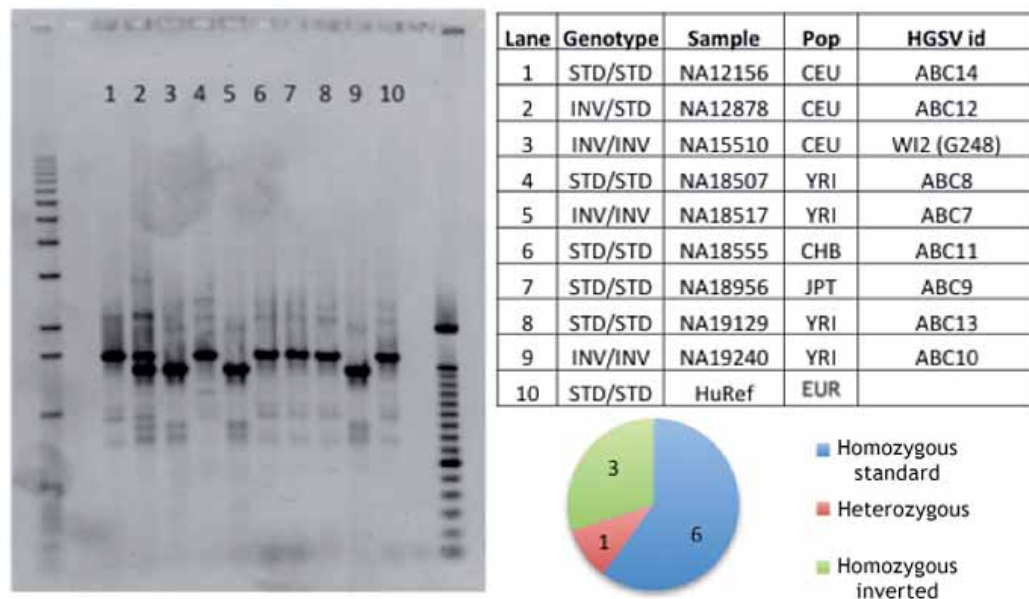 1 2 3 4 5 6 7 8 9 10
Lane Genotype Sample Pop HGSV id
1 STD/STD NA12156 CEU ABC14
2 INV/STD NA12878 CEU ABC12
3 INV/INV NA15510 CEU WI2 (G248)
4 STD/STD NA18507 YRI ABC8
5 INV/INV NA18517 YRI ABC7
6 STD/STD NA18555 CHB ABC11
7 STD/STD NA18956 JPT ABC9
8 STD/STD NA19129 YRI ABC13
9 INV/INV NA19240 YRI ABC10
10 STD/STD HuRef EUR
3
1
6
Homozygous
standard
Heterozygous
Homozygous
inverted